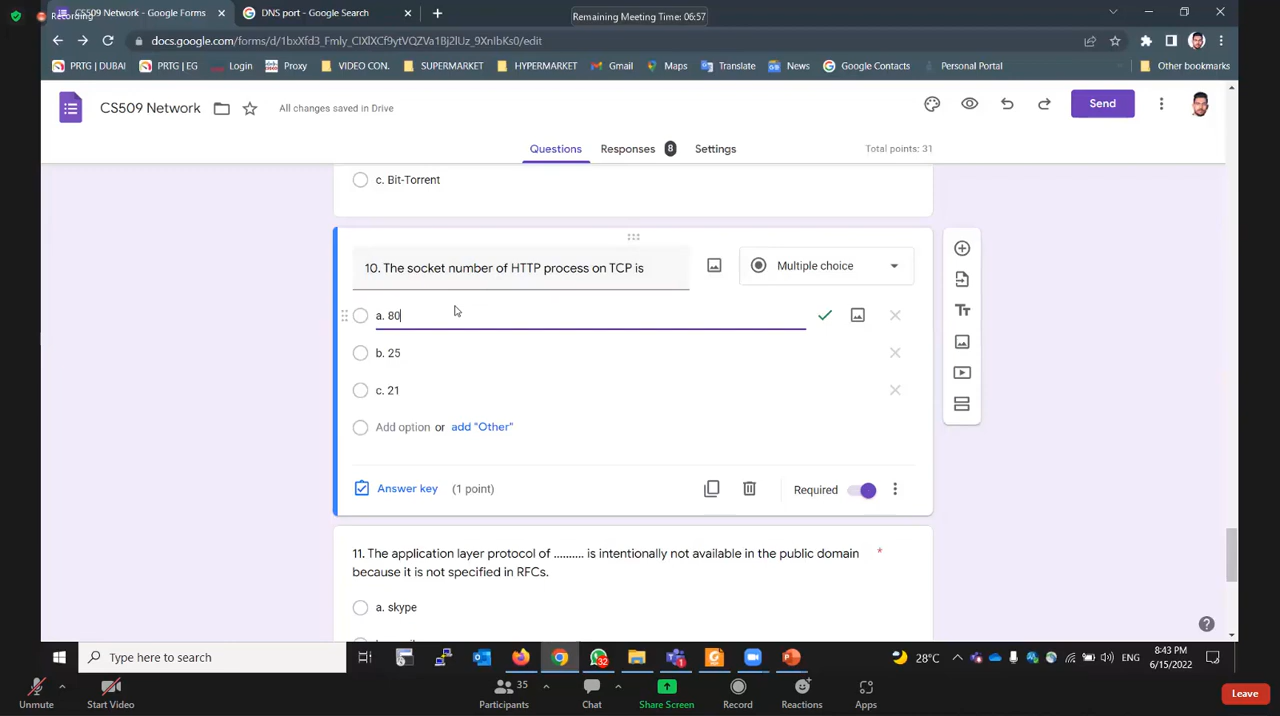 Recording
CS509 Network - Google Forms
DNS port - Google Search
Remaining Meeting Time: 06:57
PRTG | DUBAI
PRTG | EG
Login
Proxy
VIDEO CON.
SUPERMARKET
HYPERMARKET
Gmail
Maps
Translate
News
Google Contacts
Personal Portal
Other bookmarks
CS509 Network
All changes saved in Drive
Send
Questions
Responses 8
Settings
Total points: 31
c. Bit-Torrent
10. The socket number of HTTP process on TCP is
Multiple choice
a. 80
b. 25
c. 21
Add option or add "Other"
Answer key (1 point)
Required
11. The application layer protocol of .......... is intentionally not available in the public domain *
because it is not specified in RFCs.
a. skype
Type here to search
32
1
28°C
ENG
8:43 PM
6/15/2022
Unmute
Start Video
35
Participants
Chat
Share Screen
Record
Reactions
Apps
Leave